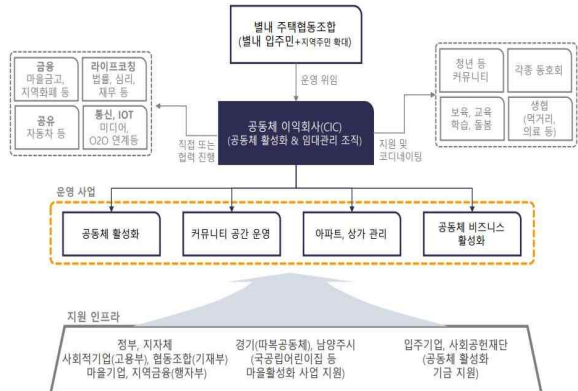 별내 주택협동조합
(별내 입주민+지역주민 확대)
운영 위임
금융
마을금고,
지역화폐 등
라이프코칭
법률, 심리,
재무 등
공유
자동차 등
통신, IOT
미디어,
O2O 연계등
직접 또는
협력 진행
공동체 이익회사(CIC)
(공동체 활성화 & 임대관리 조직)
지원 및
코디네이팅
청년 등
커뮤니티
각종 동호회
보육, 교육
학습, 돌봄
생협
(먹거리,
의료 등)
운영 사업
공동체 활성화
커뮤니티 공간 운영
아파트, 상가 관리
공동체 비즈니스
활성화
지원 인프라
정부, 지자체
사회적기업(고용부), 협동조합(기재부)
마을기업, 지역금융(행자부)
경기(따복공동체), 남양주시
(국공립어린이집 등
마을활성화 사업 지원)
입주기업, 사회공헌재단
(공동체 활성화
기금 지원)